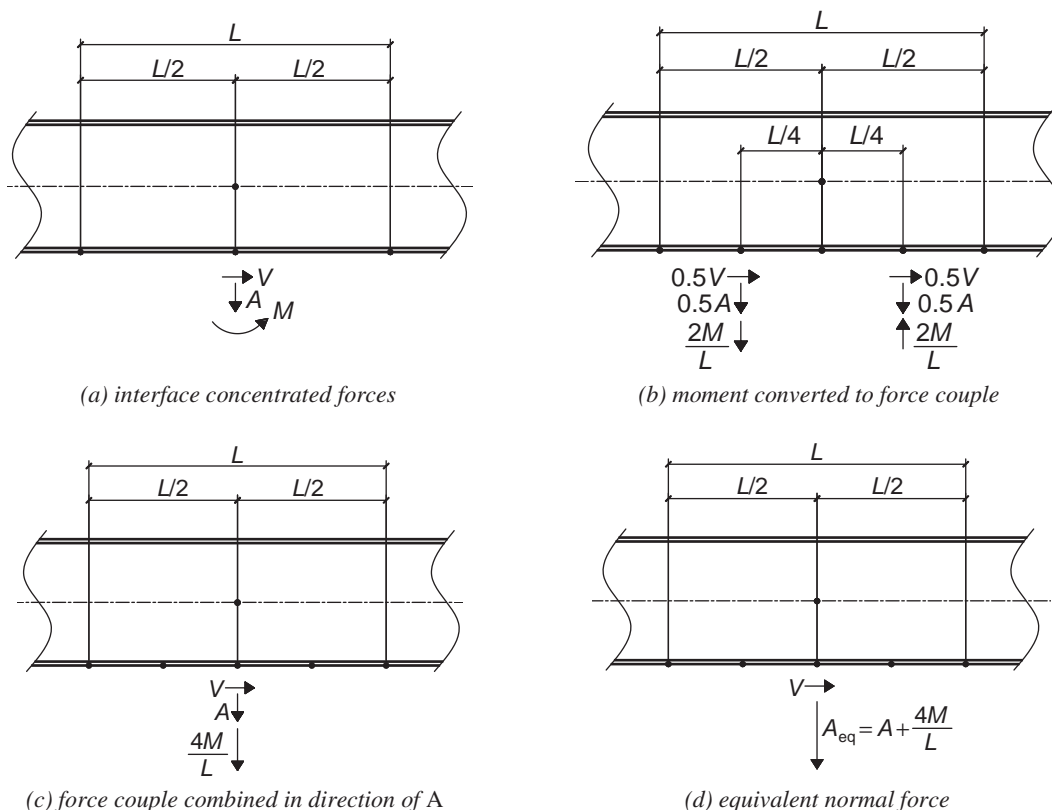 L
L/2 L/2
V
A
M
(a) interface concentrated forces
L
L/2 L/2
L/4 L/4
0.5V 0.5V
0.5A 0.5A
2M/L 2M/L
(b) moment converted to force couple
L
L/2 L/2
V
A
4M/L
(c) force couple combined in direction of A
L
L/2 L/2
V
A_eq = A + 4M/L
(d) equivalent normal force